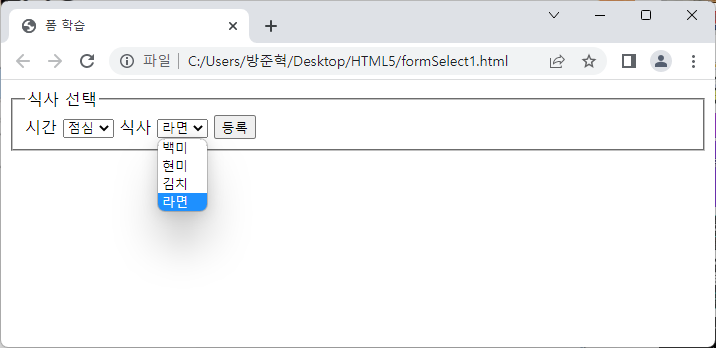 폼 학습
파일 C:/Users/방준혁/Desktop/HTML5/formSelect1.html
식사 선택
시간 점심 식사 라면 등록
백미
현미
김치
라면